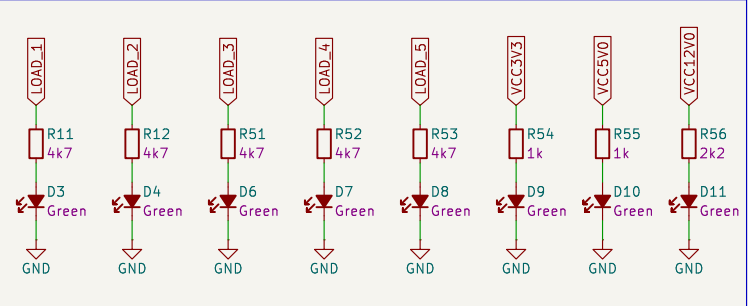 LOAD_1 LOAD_2 LOAD_3 LOAD_4 LOAD_5 VCC3V3 VCC5V0 VCC12V0
R11 R12 R51 R52 R53 R54 R55 R56
4k7 4k7 4k7 4k7 4k7 1k 1k 2k2
D3 D4 D6 D7 D8 D9 D10 D11
Green Green Green Green Green Green Green Green
GND GND GND GND GND GND GND GND